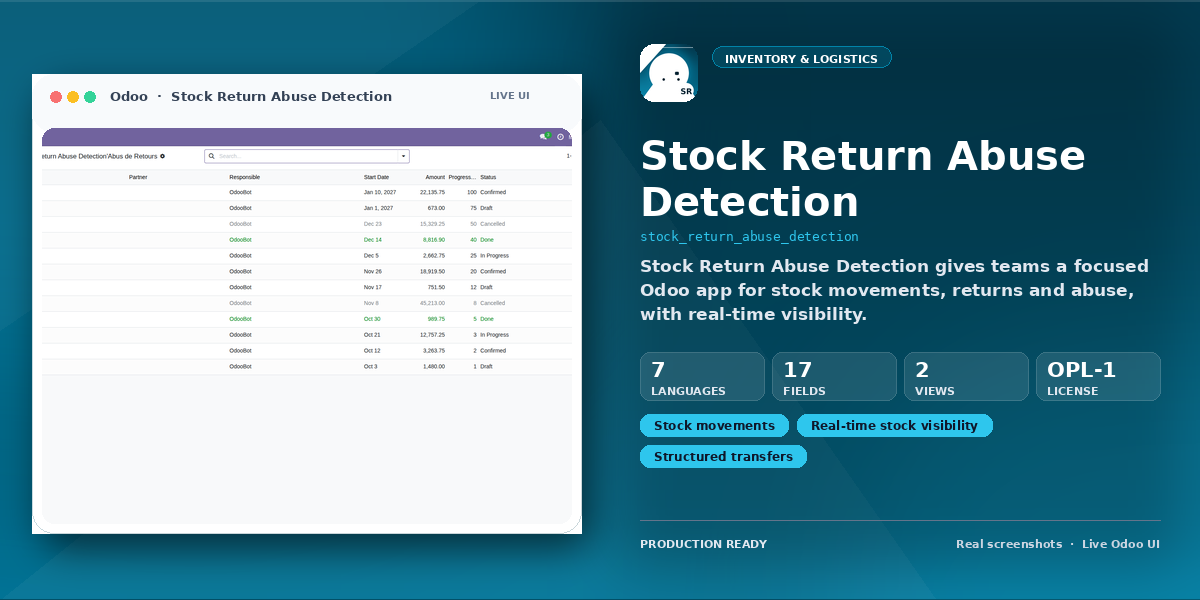 Odoo · Stock Return Abuse Detection
LIVE UI
eturn Abuse Detection'Abus de Retours
Search...
Partner Responsible Start Date Amount Progress... Status
OdooBot Jan 10, 2027 22,135.75 100 Confirmed
OdooBot Jan 1, 2027 673.00 75 Draft
OdooBot Dec 23 15,329.25 50 Cancelled
OdooBot Dec 14 8,816.90 40 Done
OdooBot Dec 5 2,662.75 25 In Progress
OdooBot Nov 26 18,919.50 20 Confirmed
OdooBot Nov 17 751.50 12 Draft
OdooBot Nov 8 45,213.00 8 Cancelled
OdooBot Oct 30 989.75 5 Done
OdooBot Oct 21 12,757.25 3 In Progress
OdooBot Oct 12 3,263.75 2 Confirmed
OdooBot Oct 3 1,480.00 1 Draft
SR
INVENTORY & LOGISTICS
Stock Return Abuse
Detection
stock_return_abuse_detection
Stock Return Abuse Detection gives teams a focused
Odoo app for stock movements, returns and abuse,
with real-time visibility.
7 17 2 OPL-1
LANGUAGES FIELDS VIEWS LICENSE
Stock movements Real-time stock visibility
Structured transfers
PRODUCTION READY
Real screenshots · Live Odoo UI